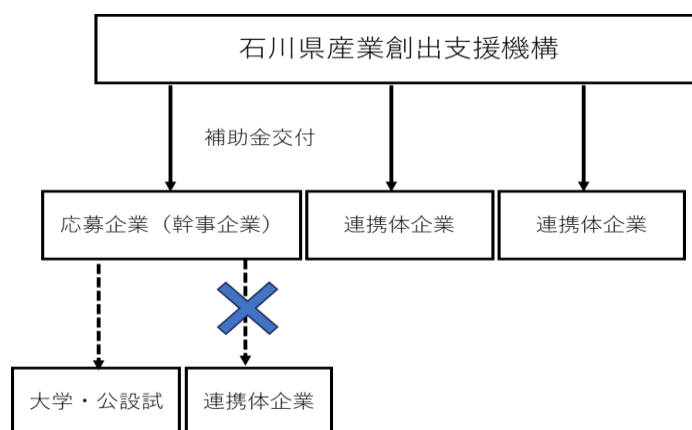 石川県産業創出支援機構
補助金交付
応募企業（幹事企業）
連携体企業
連携体企業
大学・公設試
連携体企業